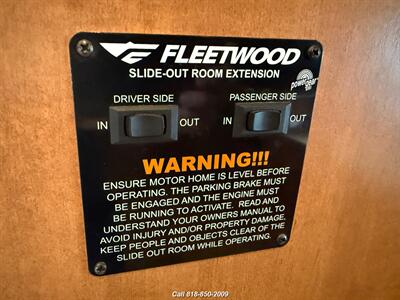 FLEETWOOD
SLIDE-OUT ROOM EXTENSION
powergear
DRIVER SIDE
PASSENGER SIDE
IN OUT IN OUT
WARNING!!!
ENSURE MOTOR HOME IS LEVEL BEFORE
OPERATING. THE PARKING BRAKE MUST
BE ENGAGED AND THE ENGINE MUST
BE RUNNING TO ACTIVATE. READ AND
UNDERSTAND YOUR OWNERS MANUAL TO
AVOID INJURY AND/OR PROPERTY DAMAGE.
KEEP PEOPLE AND OBJECTS CLEAR OF THE
SLIDE OUT ROOM WHILE OPERATING.
Call 818-650-2009